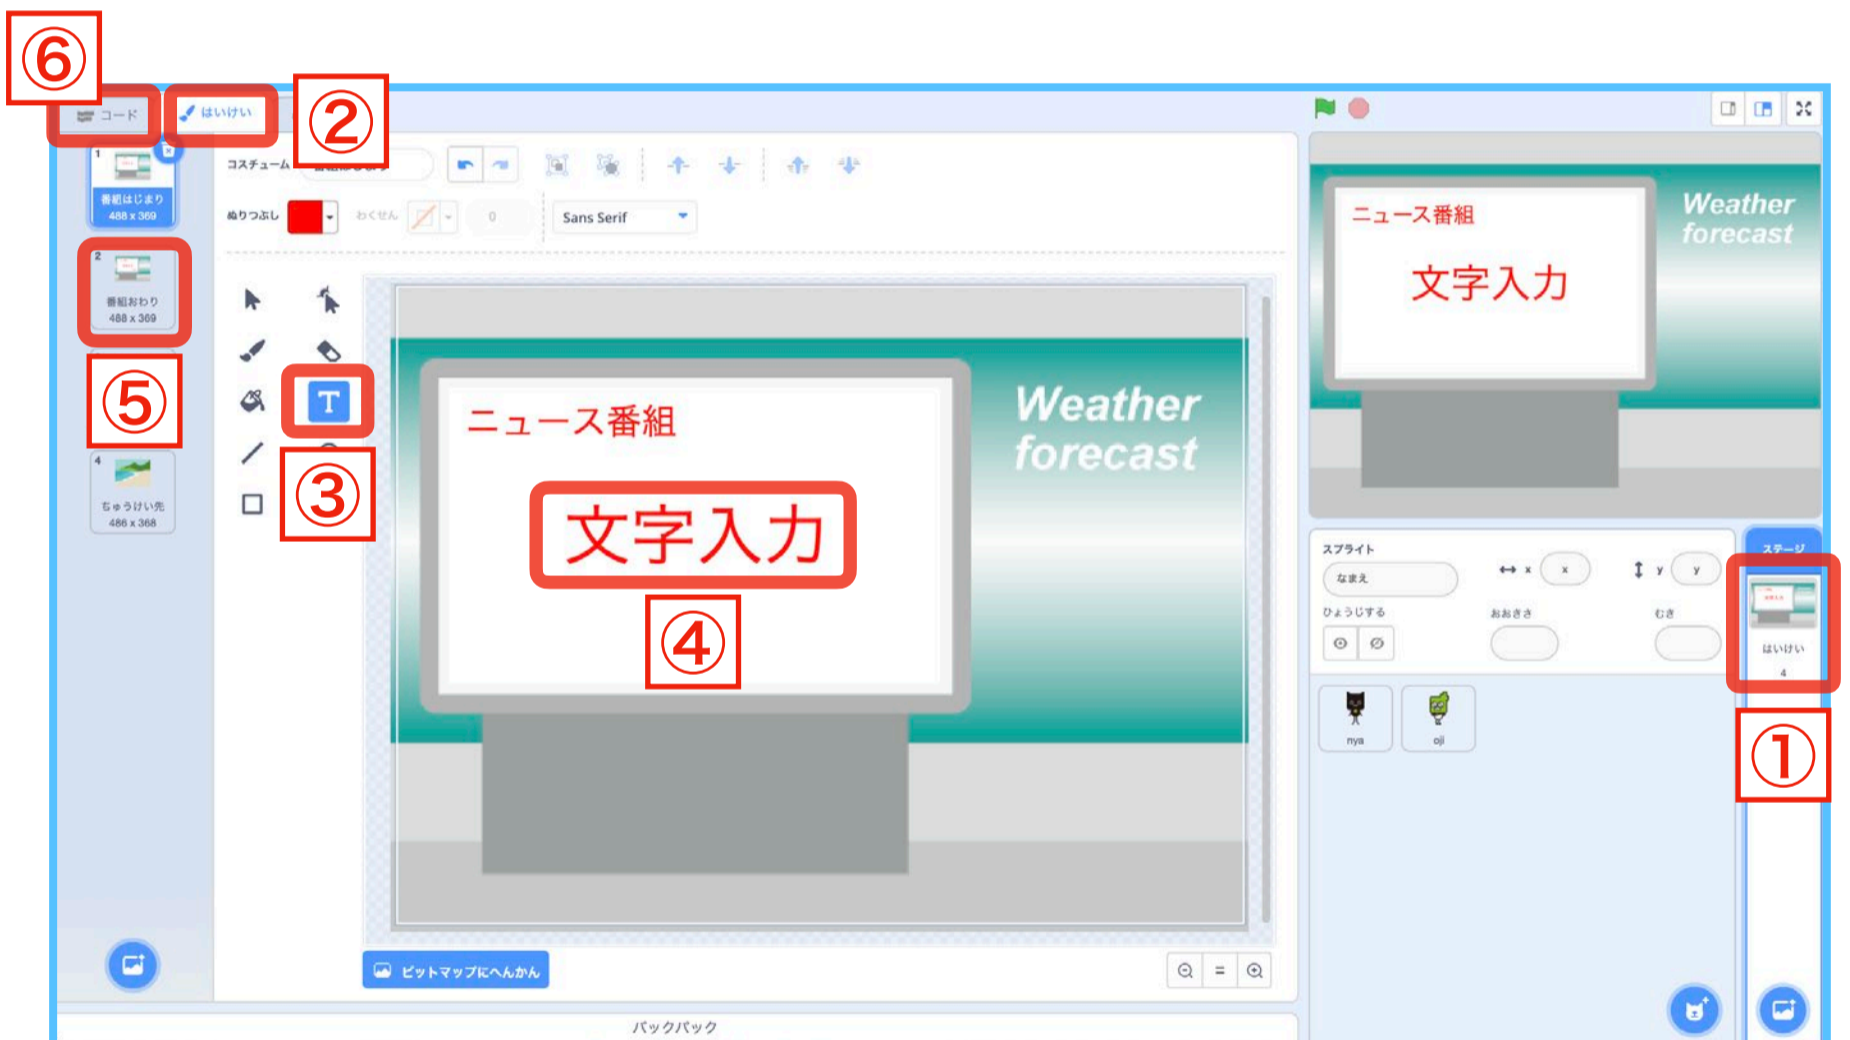 ⑥
コード
はいけい
②
1
番組はじまり
488 x 369
2
番組おわり
488 x 369
⑤
4
ちゅうけい先
486 x 368
コスチューム
ぬりつぶし
わくせん
0
Sans Serif
T
③
ニュース番組
文字入力
④
Weather
forecast
ビットマップにへんかん
=
バックパック
ニュース番組
文字入力
Weather
forecast
スプライト
なまえ
x
x
y
y
ひょうじする
おおきさ
むき
nya
oji
ステージ
はいけい
4
①